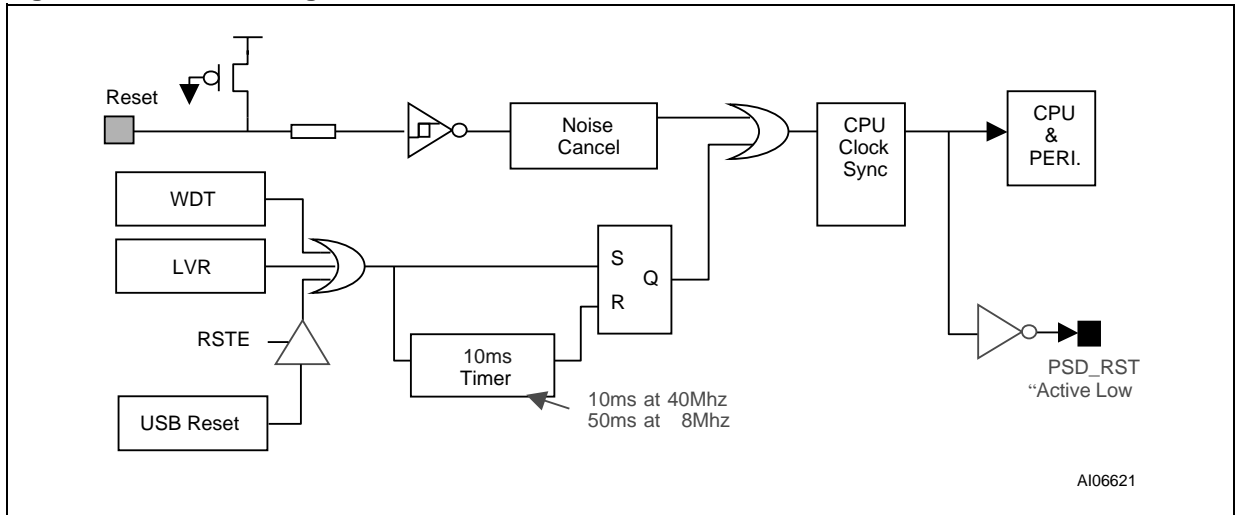 Reset
Noise
Cancel
CPU
Clock
Sync
CPU
&
PERI.
WDT
LVR
S
Q
R
RSTE
10ms
Timer
10ms at 40Mhz
50ms at 8Mhz
USB Reset
PSD_RST
“Active Low
AI06621